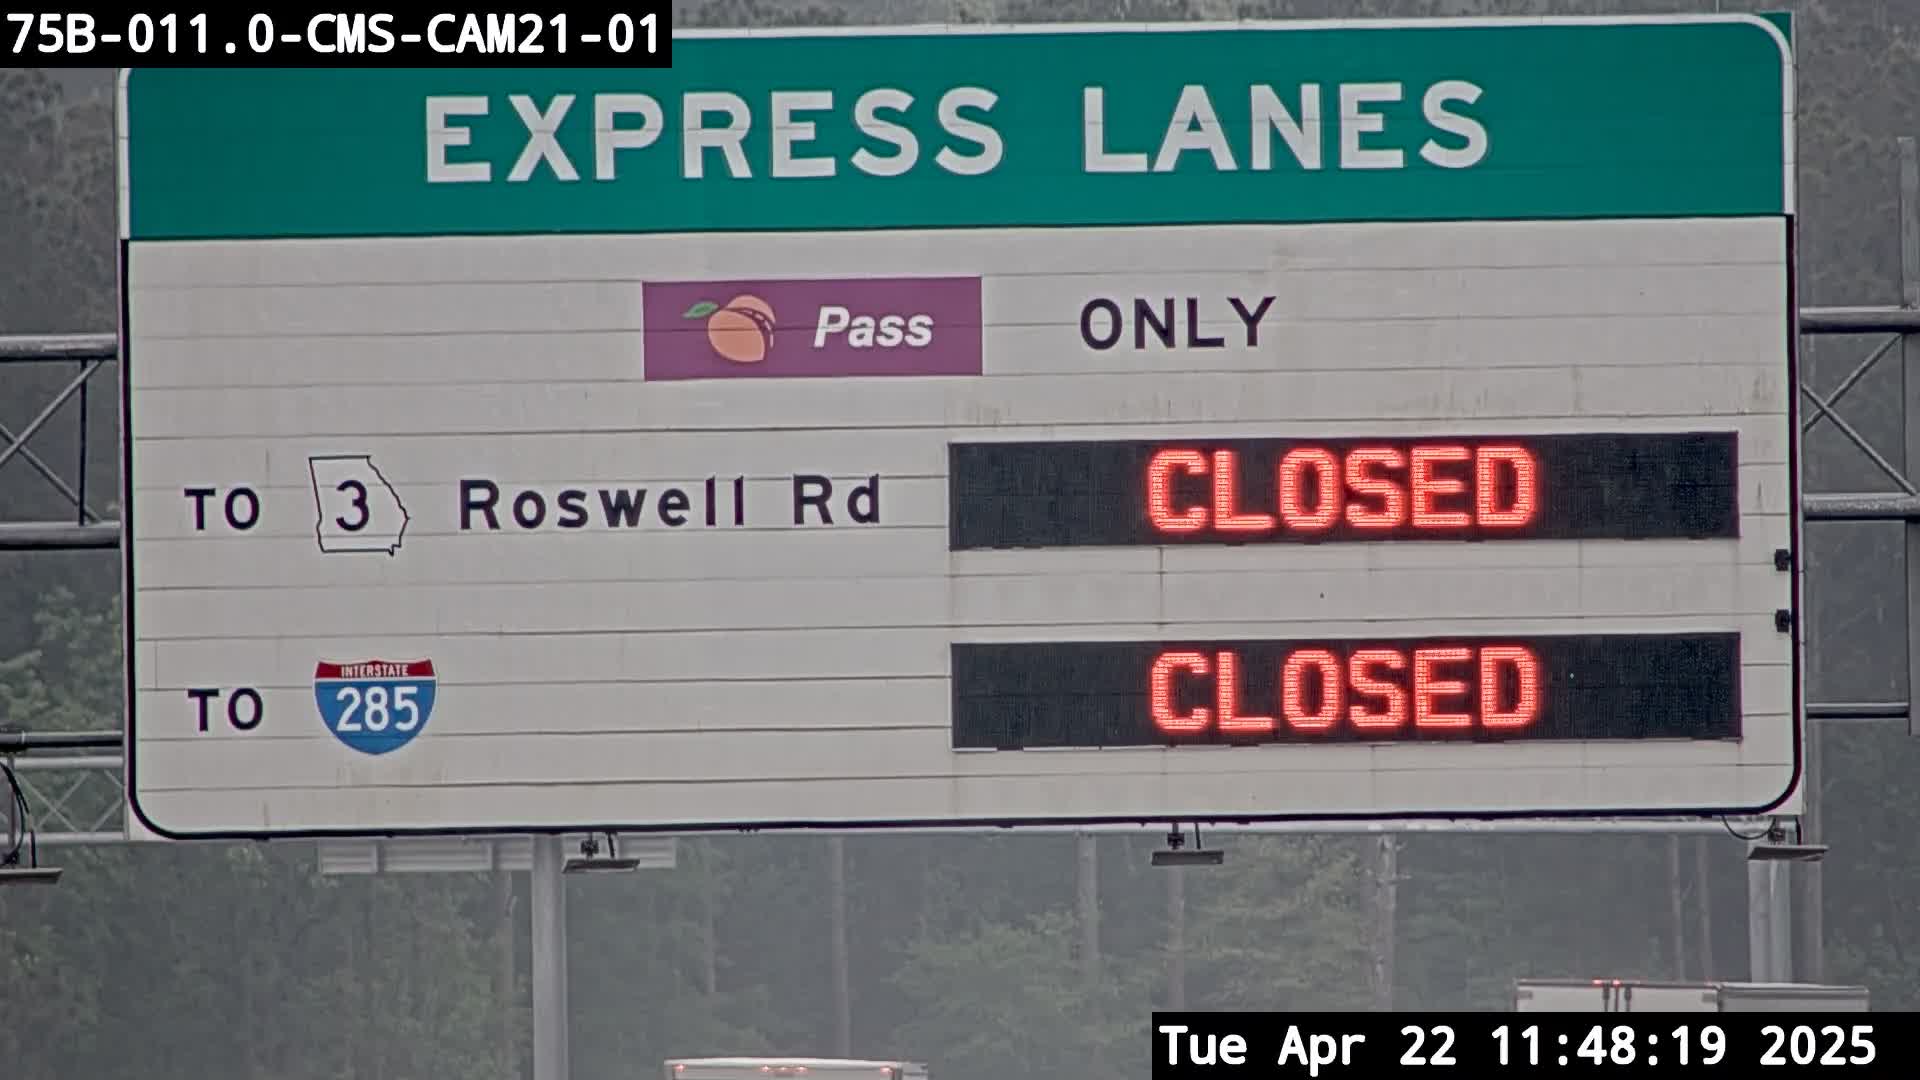 75B-011.0-CMS-CAM21-01
EXPRESS LANES
Pass ONLY
TO 3 Roswell Rd CLOSED
TO INTERSTATE 285 CLOSED
Tue Apr 22 11:48:19 2025